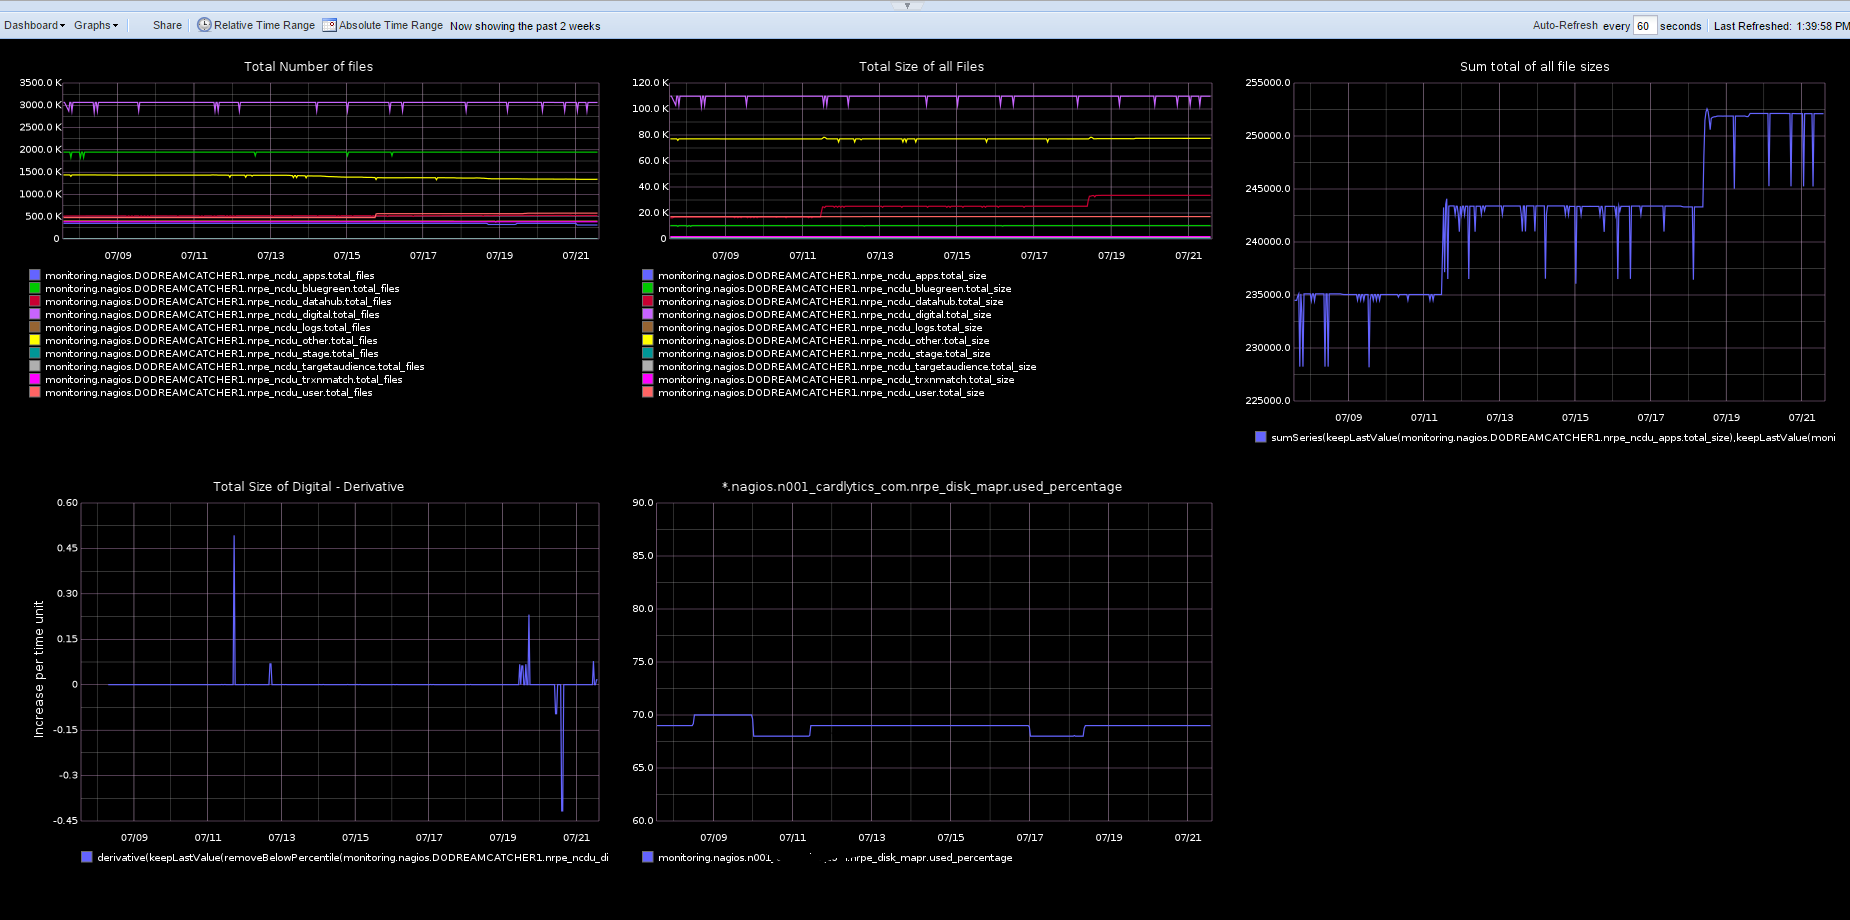 Dashboard Graphs Share Relative Time Range Absolute Time Range Now showing the past 2 weeks Auto-Refresh every 60 seconds Last Refreshed: 1:39:58 PM
Total Number of files
3500.0 K
3000.0 K
2500.0 K
2000.0 K
1500.0 K
1000.0 K
500.0 K
0
07/09 07/11 07/13 07/15 07/17 07/19 07/21
monitoring.nagios.DODREAMCATCHER1.nrpe_ncdu_apps.total_files
monitoring.nagios.DODREAMCATCHER1.nrpe_ncdu_bluegreen.total_files
monitoring.nagios.DODREAMCATCHER1.nrpe_ncdu_datahub.total_files
monitoring.nagios.DODREAMCATCHER1.nrpe_ncdu_digital.total_files
monitoring.nagios.DODREAMCATCHER1.nrpe_ncdu_logs.total_files
monitoring.nagios.DODREAMCATCHER1.nrpe_ncdu_other.total_files
monitoring.nagios.DODREAMCATCHER1.nrpe_ncdu_stage.total_files
monitoring.nagios.DODREAMCATCHER1.nrpe_ncdu_targetaudience.total_files
monitoring.nagios.DODREAMCATCHER1.nrpe_ncdu_trxnmatch.total_files
monitoring.nagios.DODREAMCATCHER1.nrpe_ncdu_user.total_files
Total Size of all Files
120.0 K
100.0 K
80.0 K
60.0 K
40.0 K
20.0 K
0
07/09 07/11 07/13 07/15 07/17 07/19 07/21
monitoring.nagios.DODREAMCATCHER1.nrpe_ncdu_apps.total_size
monitoring.nagios.DODREAMCATCHER1.nrpe_ncdu_bluegreen.total_size
monitoring.nagios.DODREAMCATCHER1.nrpe_ncdu_datahub.total_size
monitoring.nagios.DODREAMCATCHER1.nrpe_ncdu_digital.total_size
monitoring.nagios.DODREAMCATCHER1.nrpe_ncdu_logs.total_size
monitoring.nagios.DODREAMCATCHER1.nrpe_ncdu_other.total_size
monitoring.nagios.DODREAMCATCHER1.nrpe_ncdu_stage.total_size
monitoring.nagios.DODREAMCATCHER1.nrpe_ncdu_targetaudience.total_size
monitoring.nagios.DODREAMCATCHER1.nrpe_ncdu_trxnmatch.total_size
monitoring.nagios.DODREAMCATCHER1.nrpe_ncdu_user.total_size
Sum total of all file sizes
255000.0
250000.0
245000.0
240000.0
235000.0
230000.0
225000.0
07/09 07/11 07/13 07/15 07/17 07/19 07/21
sumSeries(keepLastValue(monitoring.nagios.DODREAMCATCHER1.nrpe_ncdu_apps.total_size),keepLastValue(moni
Total Size of Digital - Derivative
Increase per time unit
0.60
0.45
0.30
0.15
0
-0.15
-0.3
-0.45
07/09 07/11 07/13 07/15 07/17 07/19 07/21
derivative(keepLastValue(removeBelowPercentile(monitoring.nagios.DODREAMCATCHER1.nrpe_ncdu_di
*.nagios.n001_cardlytics_com.nrpe_disk_mapr.used_percentage
90.0
85.0
80.0
75.0
70.0
65.0
60.0
07/09 07/11 07/13 07/15 07/17 07/19 07/21
monitoring.nagios.n001_ .nrpe_disk_mapr.used_percentage